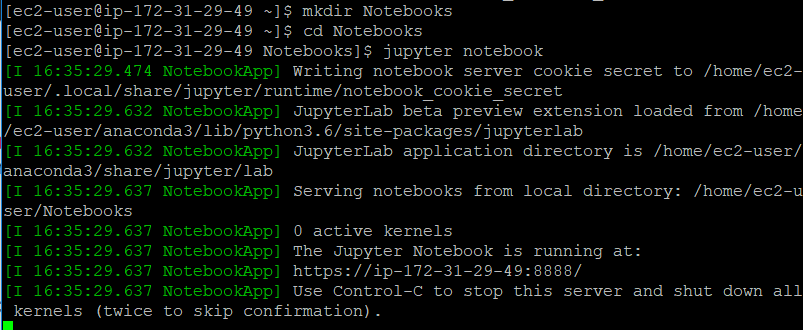 [ec2-user@ip-172-31-29-49 ~]$ mkdir Notebooks
[ec2-user@ip-172-31-29-49 ~]$ cd Notebooks
[ec2-user@ip-172-31-29-49 Notebooks]$ jupyter notebook
[I 16:35:29.474 NotebookApp] Writing notebook server cookie secret to /home/ec2-
user/.local/share/jupyter/runtime/notebook_cookie_secret
[I 16:35:29.632 NotebookApp] JupyterLab beta preview extension loaded from /home
/ec2-user/anaconda3/lib/python3.6/site-packages/jupyterlab
[I 16:35:29.632 NotebookApp] JupyterLab application directory is /home/ec2-user/
anaconda3/share/jupyter/lab
[I 16:35:29.637 NotebookApp] Serving notebooks from local directory: /home/ec2-u
ser/Notebooks
[I 16:35:29.637 NotebookApp] 0 active kernels
[I 16:35:29.637 NotebookApp] The Jupyter Notebook is running at:
[I 16:35:29.637 NotebookApp] https://ip-172-31-29-49:8888/
[I 16:35:29.637 NotebookApp] Use Control-C to stop this server and shut down all
 kernels (twice to skip confirmation).